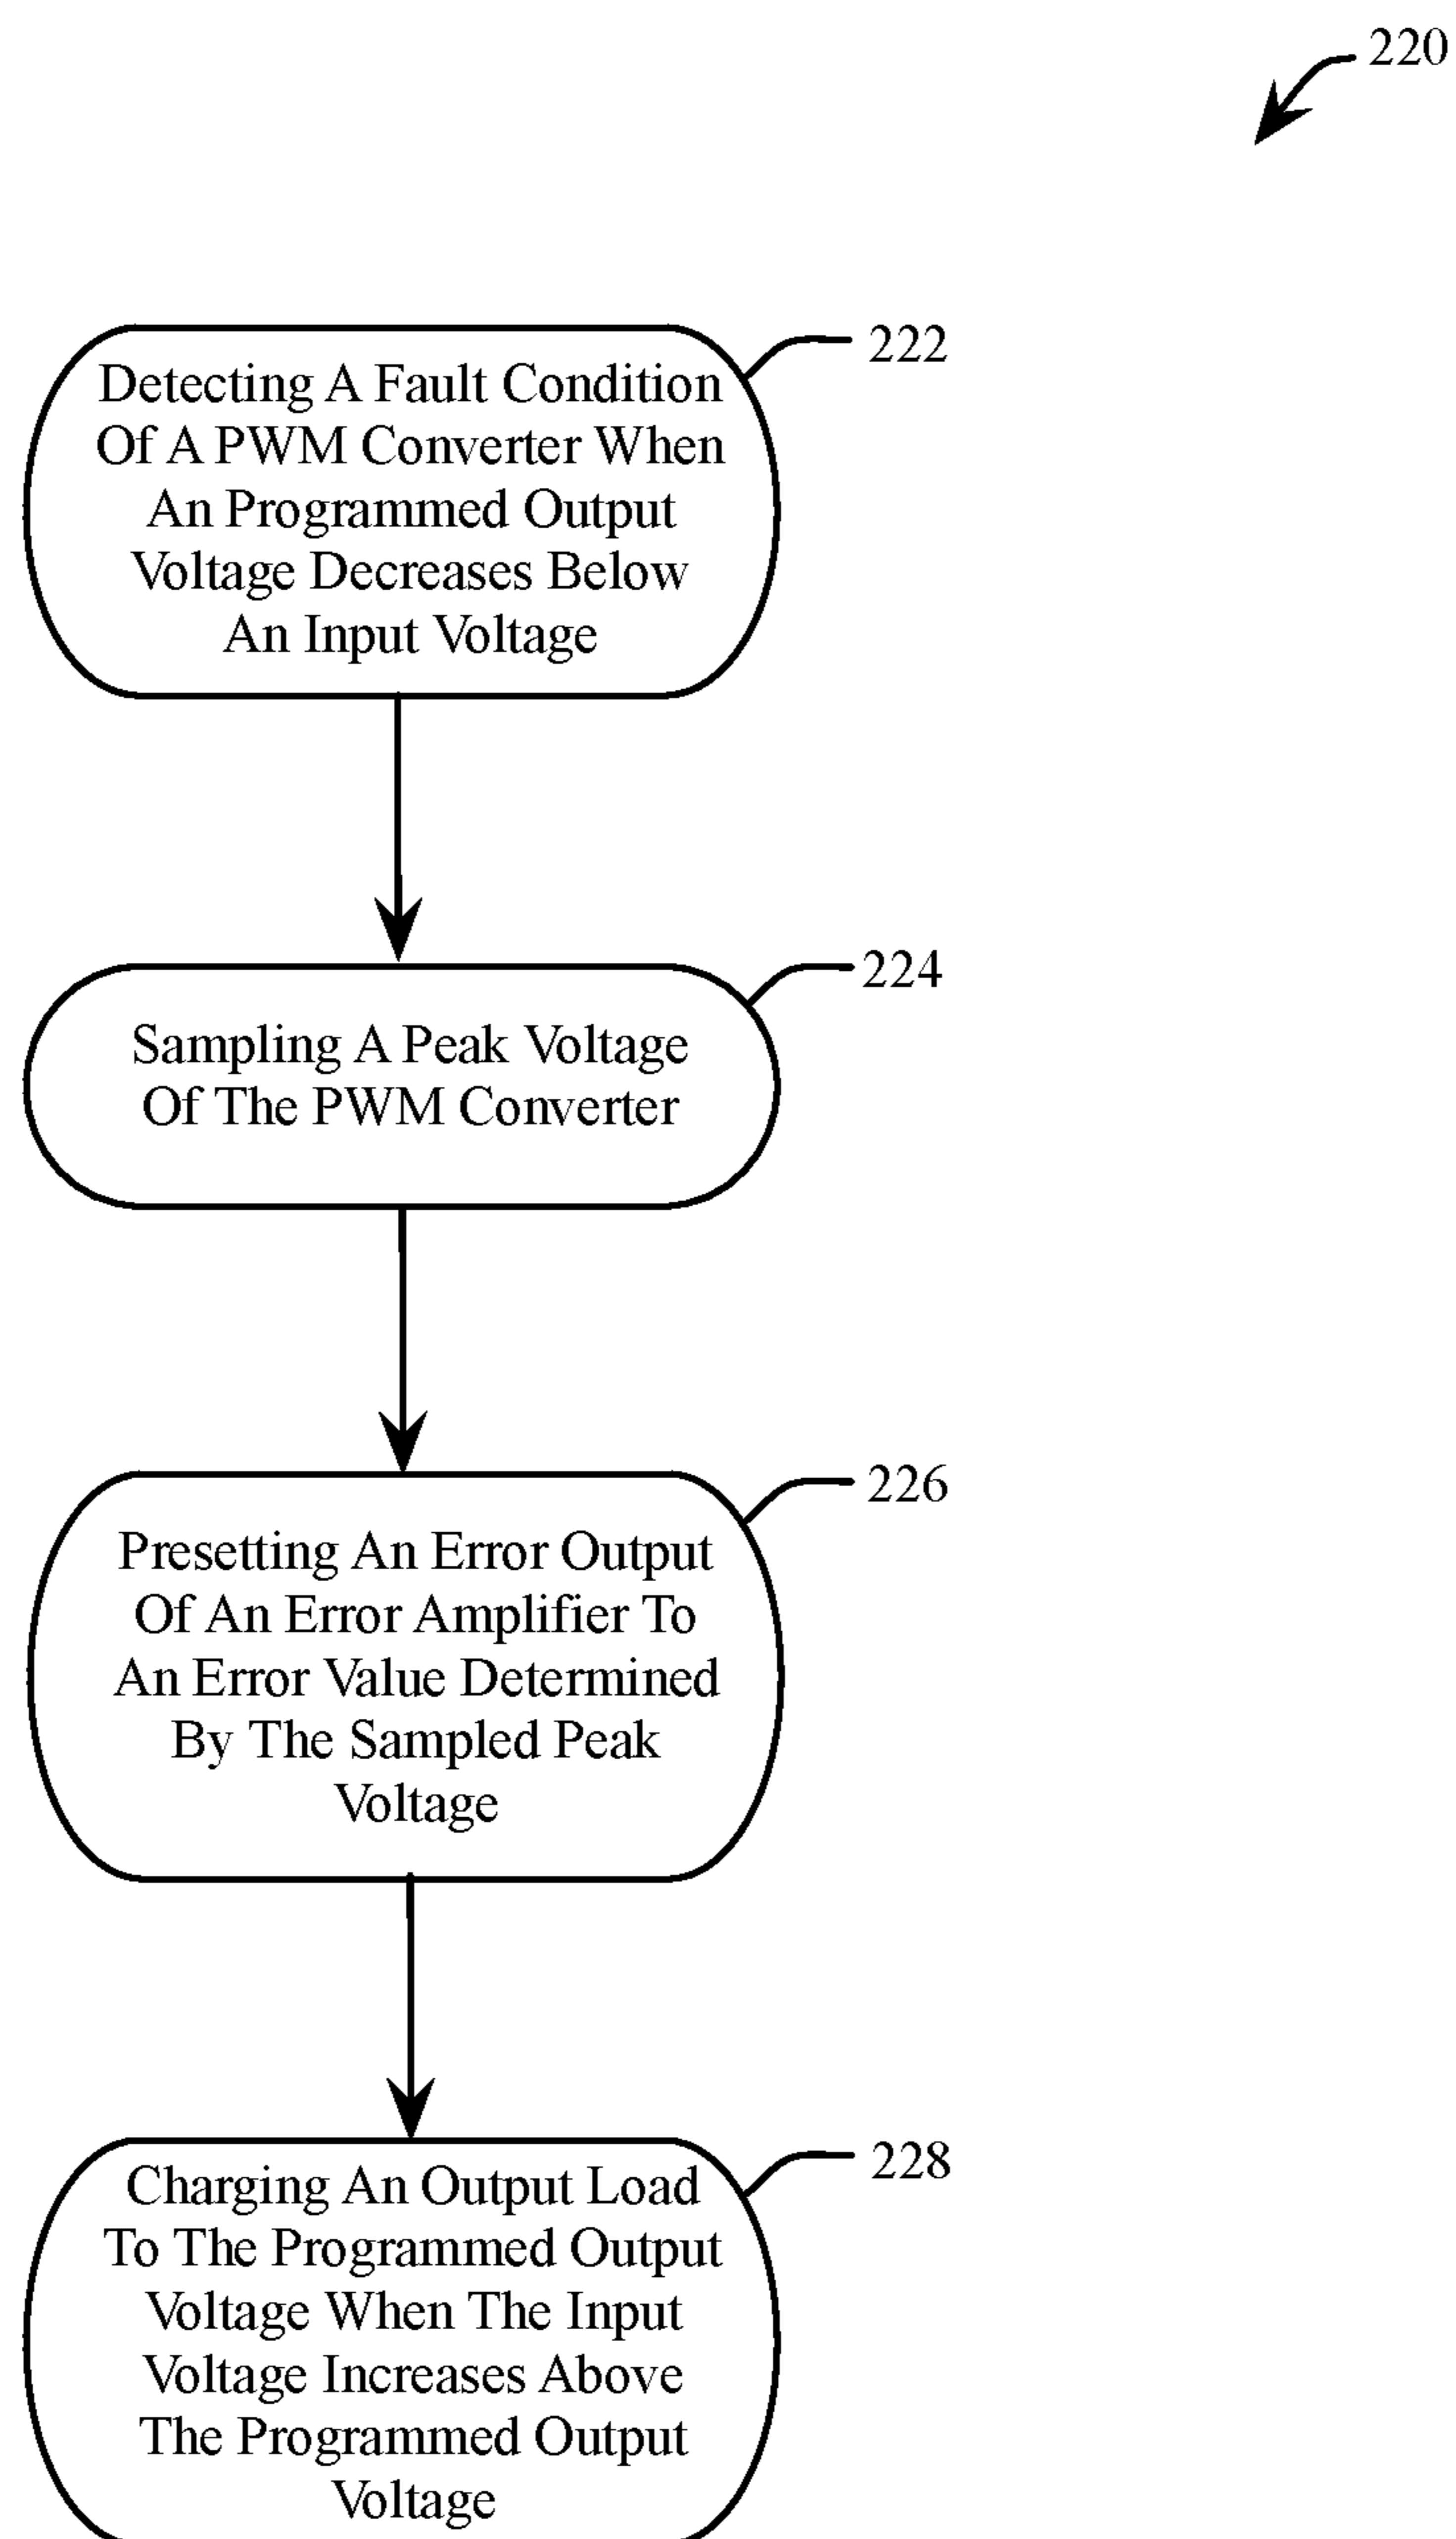 220
222
Detecting A Fault Condition
Of A PWM Converter When
An Programmed Output
Voltage Decreases Below
An Input Voltage
224
Sampling A Peak Voltage
Of The PWM Converter
226
Presetting An Error Output
Of An Error Amplifier To
An Error Value Determined
By The Sampled Peak
Voltage
228
Charging An Output Load
To The Programmed Output
Voltage When The Input
Voltage Increases Above
The Programmed Output
Voltage